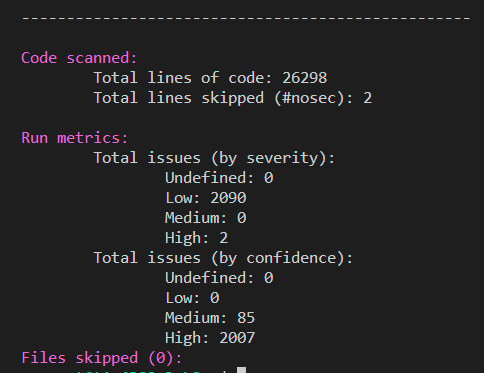 --------------------------------------------------
Code scanned:
Total lines of code: 26298
Total lines skipped (#nosec): 2
Run metrics:
Total issues (by severity):
Undefined: 0
Low: 2090
Medium: 0
High: 2
Total issues (by confidence):
Undefined: 0
Low: 0
Medium: 85
High: 2007
Files skipped (0):